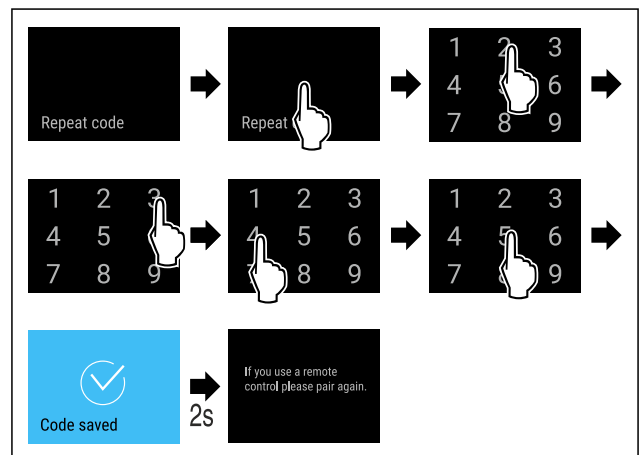 Repeat code
Repeat
1 2 3
4 6
7 8 9
1 2 3
4 5
7 8 9
1 2 3
4 5 6
8 9
1 2 3
4 5 6
7 9
Code saved
2s
If you use a remote
control please pair again.